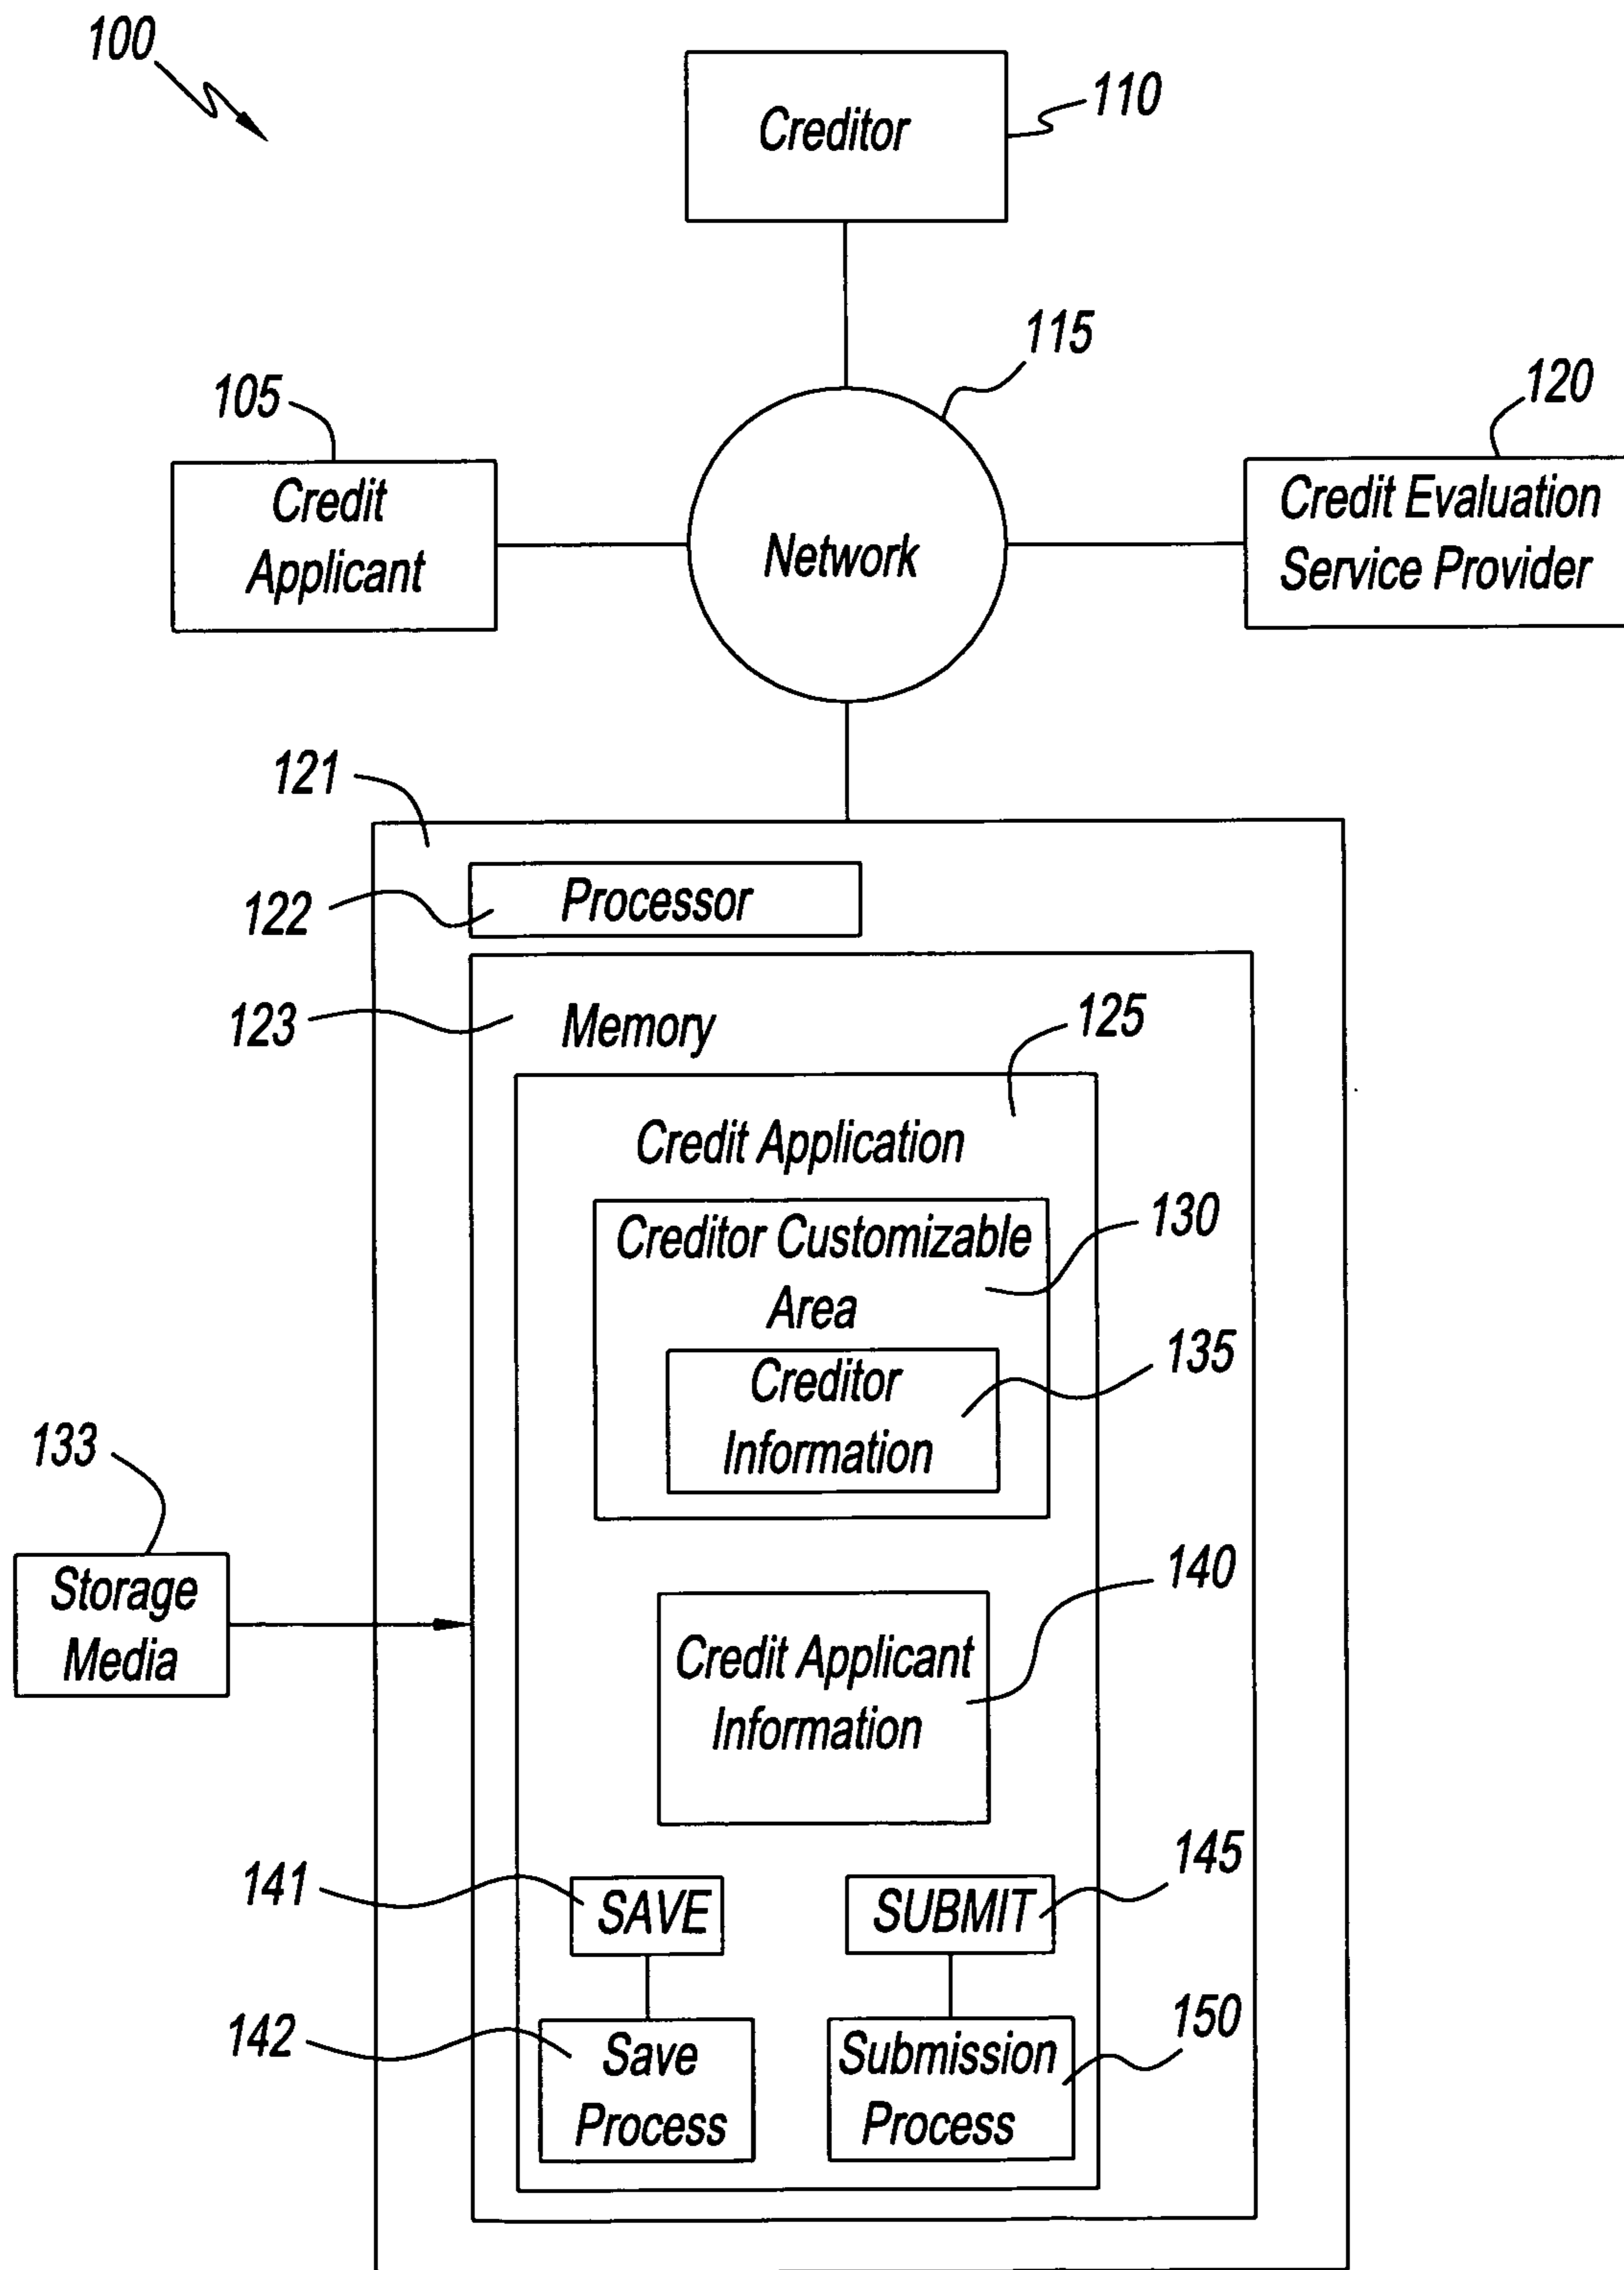 100
Creditor
110
115
105
120
Credit
Applicant
Network
Credit Evaluation
Service Provider
121
122
Processor
123
Memory
125
Credit Application
Creditor Customizable
Area
130
Creditor
Information
135
133
Storage
Media
140
Credit Applicant
Information
141
SAVE
SUBMIT
145
142
Save
Process
Submission
Process
150